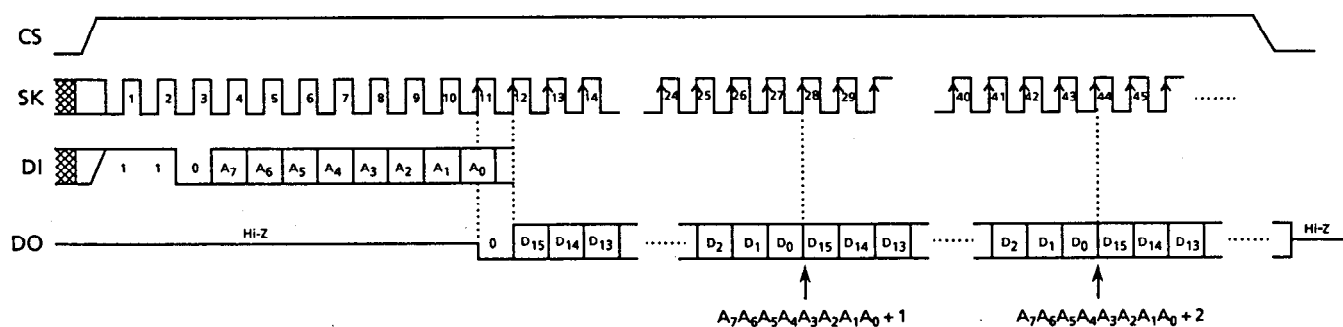 CS
SK 1 2 3 4 5 6 7 8 9 10 11 12 13 14 24 25 26 27 28 29 40 41 42 43 44 45 ......
DI 1 1 0 A7 A6 A5 A4 A3 A2 A1 A0
DO Hi-Z 0 D15 D14 D13 ...... D2 D1 D0 D15 D14 D13 ...... D2 D1 D0 D15 D14 D13 ...... Hi-Z
A7A6A5A4A3A2A1A0 + 1 A7A6A5A4A3A2A1A0 + 2